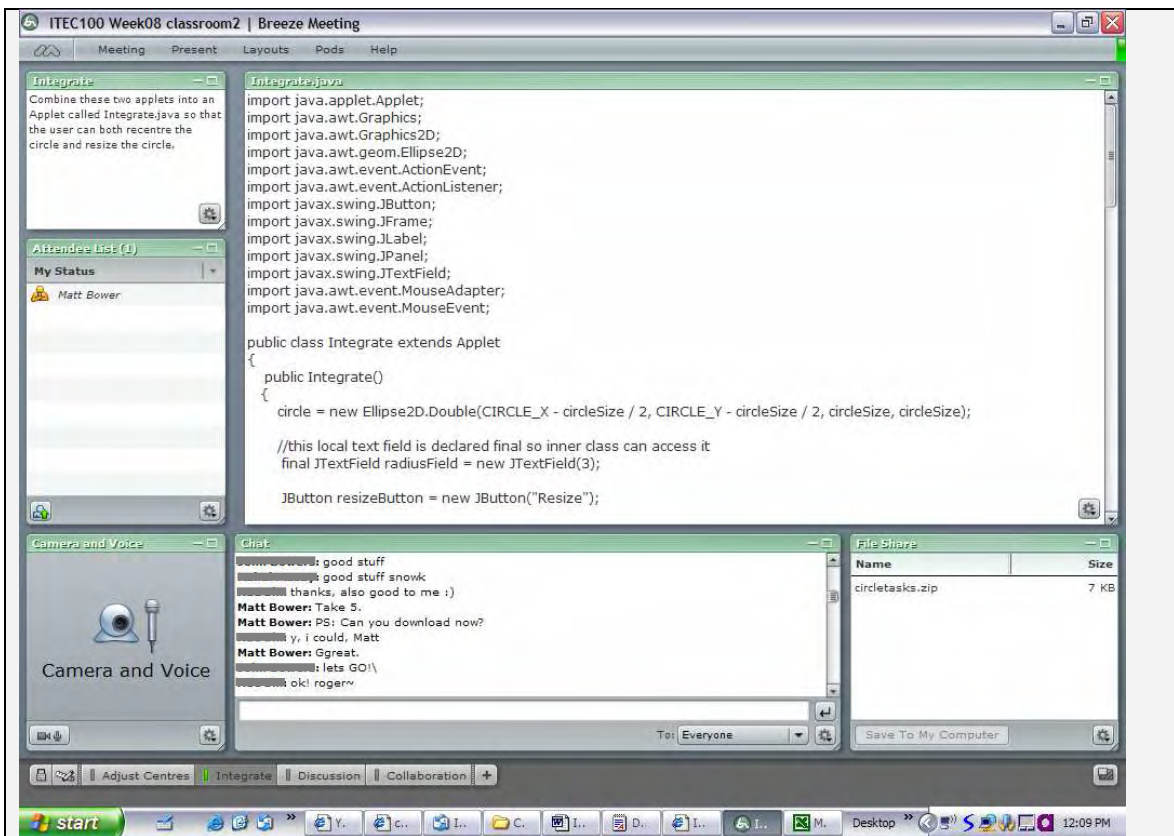 ITEC100 Week08 classroom2 | Breeze Meeting
Meeting Present Layouts Pods Help
Integrate
Combine these two applets into an
Applet called Integrate.java so that
the user can both recentre the
circle and resize the circle.
Attendee List (1)
My Status
Matt Bower
Integrate.java
import java.applet.Applet;
import java.awt.Graphics;
import java.awt.Graphics2D;
import java.awt.geom.Ellipse2D;
import java.awt.event.ActionEvent;
import java.awt.event.ActionListener;
import javax.swing.JButton;
import javax.swing.JFrame;
import javax.swing.JLabel;
import javax.swing.JPanel;
import javax.swing.JTextField;
import java.awt.event.MouseAdapter;
import java.awt.event.MouseEvent;
public class Integrate extends Applet
{
public Integrate()
{
circle = new Ellipse2D.Double(CIRCLE_X - circleSize / 2, CIRCLE_Y - circleSize / 2, circleSize, circleSize);
//this local text field is declared final so inner class can access it
final JTextField radiusField = new JTextField(3);
JButton resizeButton = new JButton("Resize");
Camera and Voice
Camera and Voice
Chat
: good stuff
: good stuff snowk
thanks, also good to me :)
Matt Bower: Take 5.
Matt Bower: PS: Can you download now?
y, i could, Matt
Matt Bower: Ggreat.
: lets GO!\
ok! roger~
To: Everyone
File Share
Name Size
circletasks.zip 7 KB
Save To My Computer
Adjust Centres Integrate Discussion Collaboration +
start » Y. c.. I.. C. I.. D.. I.. I.. M. Desktop » 12:09 PM